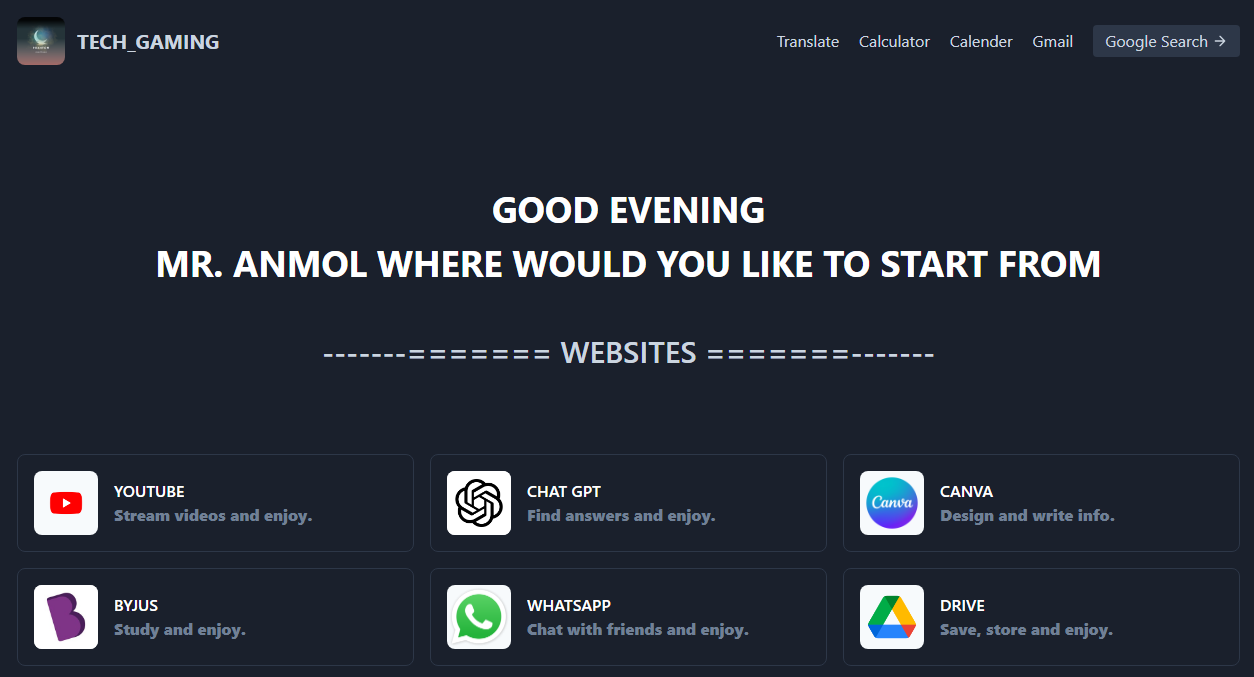 TECH_GAMING
Translate Calculator Calender Gmail Google Search →
GOOD EVENING
MR. ANMOL WHERE WOULD YOU LIKE TO START FROM
-------======= WEBSITES =======-------
YOUTUBE
Stream videos and enjoy.
CHAT GPT
Find answers and enjoy.
Canva
CANVA
Design and write info.
BYJUS
Study and enjoy.
WHATSAPP
Chat with friends and enjoy.
DRIVE
Save, store and enjoy.